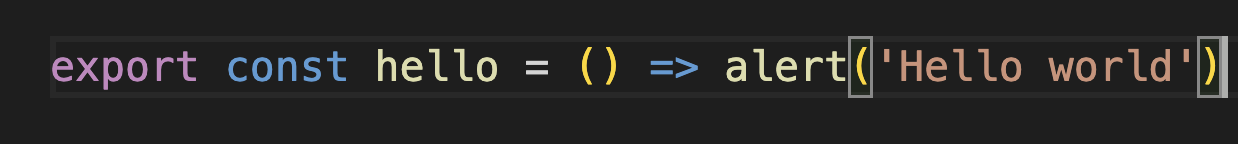 export const hello = () => alert('Hello world')